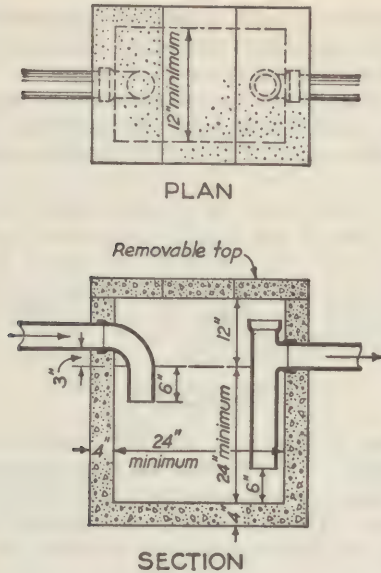 12" minimum
PLAN
Removable top
12"
3"
6"
24"
minimum
24" minimum
4"
6"
4"
SECTION